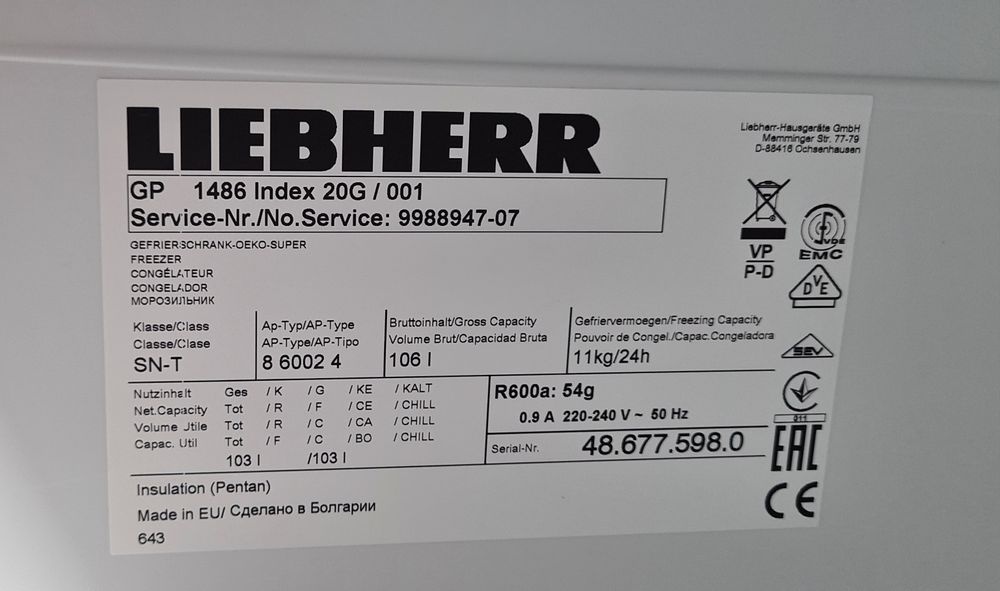 LIEBHERR
Liebherr-Hausgeräte GmbH
Memminger Str. 77-79
D-88416 Ochsenhausen
GP 1486 Index 20G / 001
Service-Nr./No.Service: 9988947-07
GEFRIERSCHRANK-OEKO-SUPER
FREEZER
CONGÉLATEUR
CONGELADOR
МОРОЗИЛЬНИК
VP
P-D
VDE
EMC
DVE
SEV
011
EAC
CE
Klasse/Class
Classe/Clase
SN-T
Ap-Typ/AP-Type
AP-Type/AP-Tipo
8 6002 4
Bruttoinhalt/Gross Capacity
Volume Brut/Capacidad Bruta
106 l
Gefriervermoegen/Freezing Capacity
Pouvoir de Congel./Capac.Congeladora
11kg/24h
Nutzinhalt Ges / K / G / KE / KALT
Net.Capacity Tot / R / F / CE / CHILL
Volume Utile Tot / R / C / CA / CHILL
Capac. Util Tot / F / C / BO / CHILL
103 l /103 l
R600a: 54g
0.9 A 220-240 V ~ 50 Hz
Serial-Nr. 48.677.598.0
Insulation (Pentan)
Made in EU/ Сделано в Болгарии
643